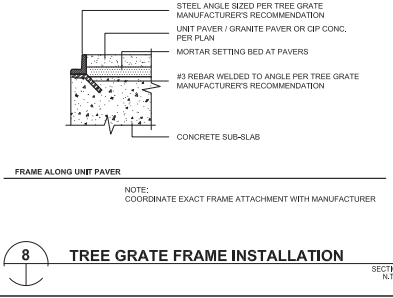 STEEL ANGLE SIZED PER TREE GRATE
MANUFACTURER'S RECOMMENDATION
UNIT PAVER / GRANITE PAVER OR CIP CONC.
PER PLAN
MORTAR SETTING BED AT PAVERS
#3 REBAR WELDED TO ANGLE PER TREE GRATE
MANUFACTURER'S RECOMMENDATION
CONCRETE SUB-SLAB
FRAME ALONG UNIT PAVER
NOTE:
COORDINATE EXACT FRAME ATTACHMENT WITH MANUFACTURER
8
TREE GRATE FRAME INSTALLATION
SECTI
N.T